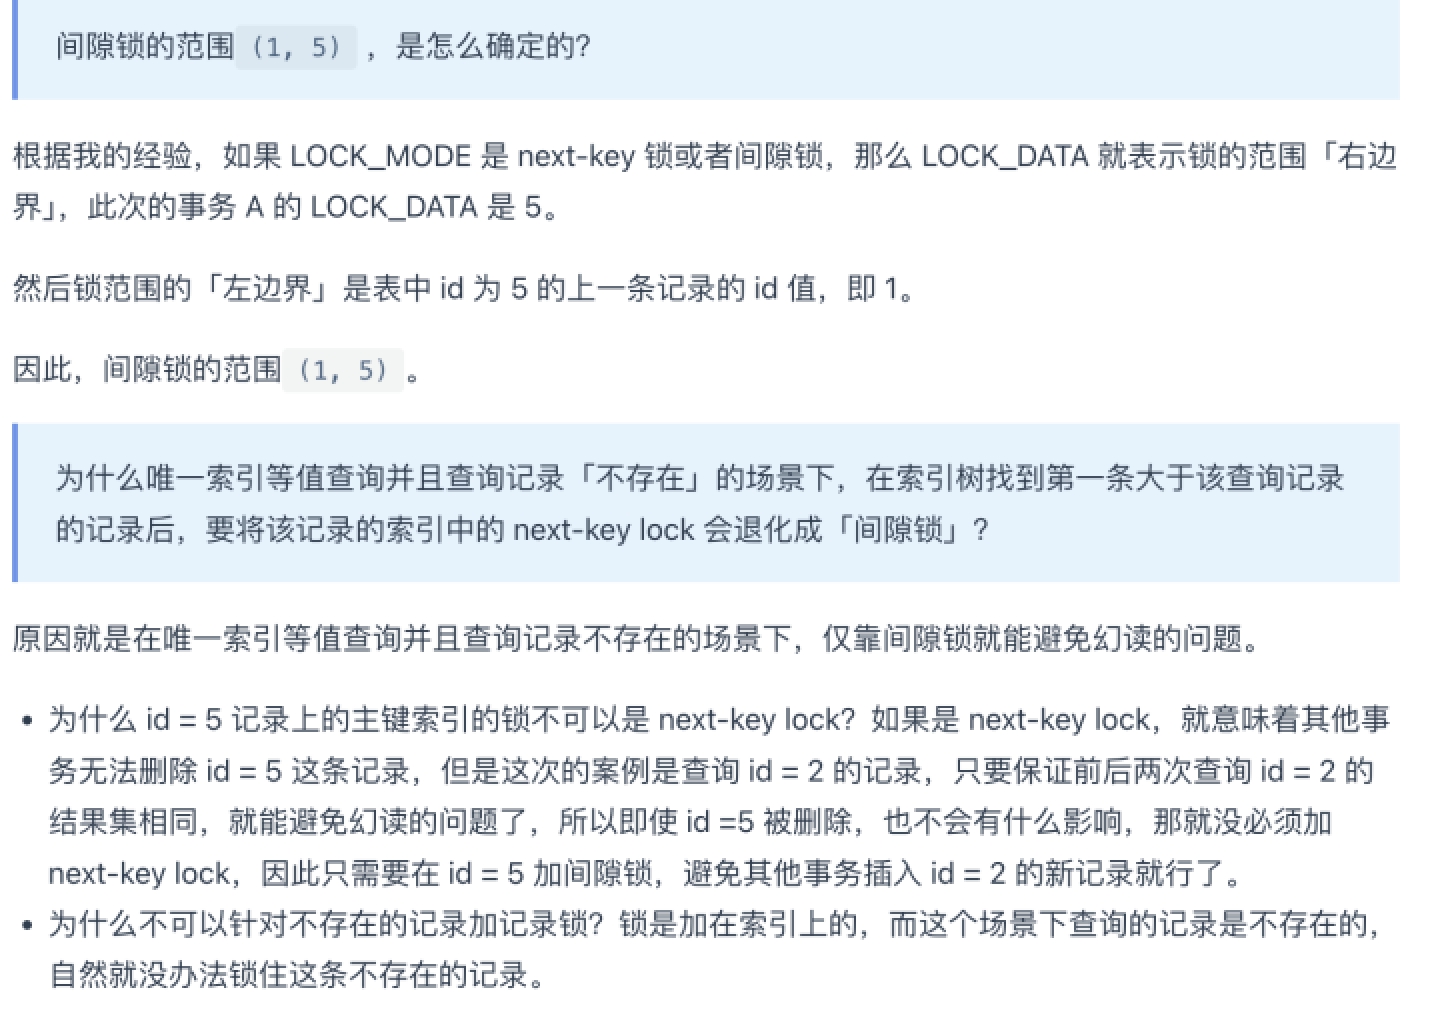 间隙锁的范围 (1, 5) ，是怎么确定的？
根据我的经验，如果 LOCK_MODE 是 next-key 锁或者间隙锁，那么 LOCK_DATA 就表示锁的范围「右边
界」，此次的事务 A 的 LOCK_DATA 是 5。
然后锁范围的「左边界」是表中 id 为 5 的上一条记录的 id 值，即 1。
因此，间隙锁的范围 (1, 5) 。
为什么唯一索引等值查询并且查询记录「不存在」的场景下，在索引树找到第一条大于该查询记录
的记录后，要将该记录的索引中的 next-key lock 会退化成「间隙锁」？
原因就是在唯一索引等值查询并且查询记录不存在的场景下，仅靠间隙锁就能避免幻读的问题。
• 为什么 id = 5 记录上的主键索引的锁不可以是 next-key lock？如果是 next-key lock，就意味着其他事
务无法删除 id = 5 这条记录，但是这次的案例是查询 id = 2 的记录，只要保证前后两次查询 id = 2 的
结果集相同，就能避免幻读的问题了，所以即使 id =5 被删除，也不会有什么影响，那就没必须加
next-key lock，因此只需要在 id = 5 加间隙锁，避免其他事务插入 id = 2 的新记录就行了。
• 为什么不可以针对不存在的记录加记录锁？锁是加在索引上的，而这个场景下查询的记录是不存在的，
自然就没办法锁住这条不存在的记录。